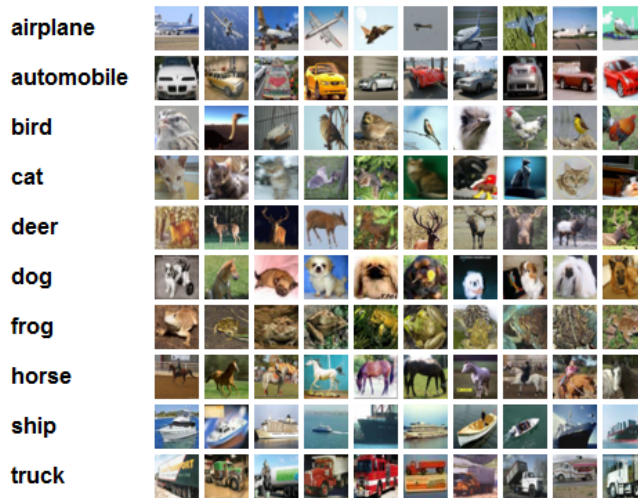 airplane
automobile
bird
cat
deer
dog
frog
horse
ship
truck